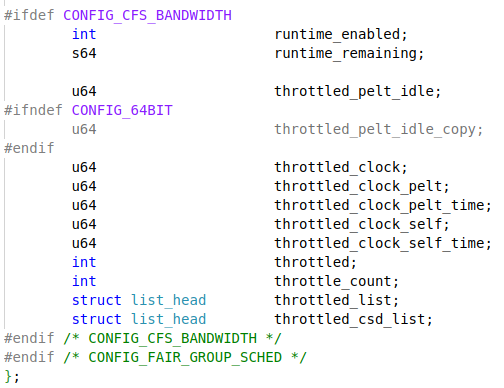 #ifdef CONFIG_CFS_BANDWIDTH
int runtime_enabled;
s64 runtime_remaining;
u64 throttled_pelt_idle;
#ifndef CONFIG_64BIT
u64 throttled_pelt_idle_copy;
#endif
u64 throttled_clock;
u64 throttled_clock_pelt;
u64 throttled_clock_pelt_time;
u64 throttled_clock_self;
u64 throttled_clock_self_time;
int throttled;
int throttle_count;
struct list_head throttled_list;
struct list_head throttled_csd_list;
#endif /* CONFIG_CFS_BANDWIDTH */
#endif /* CONFIG_FAIR_GROUP_SCHED */
};